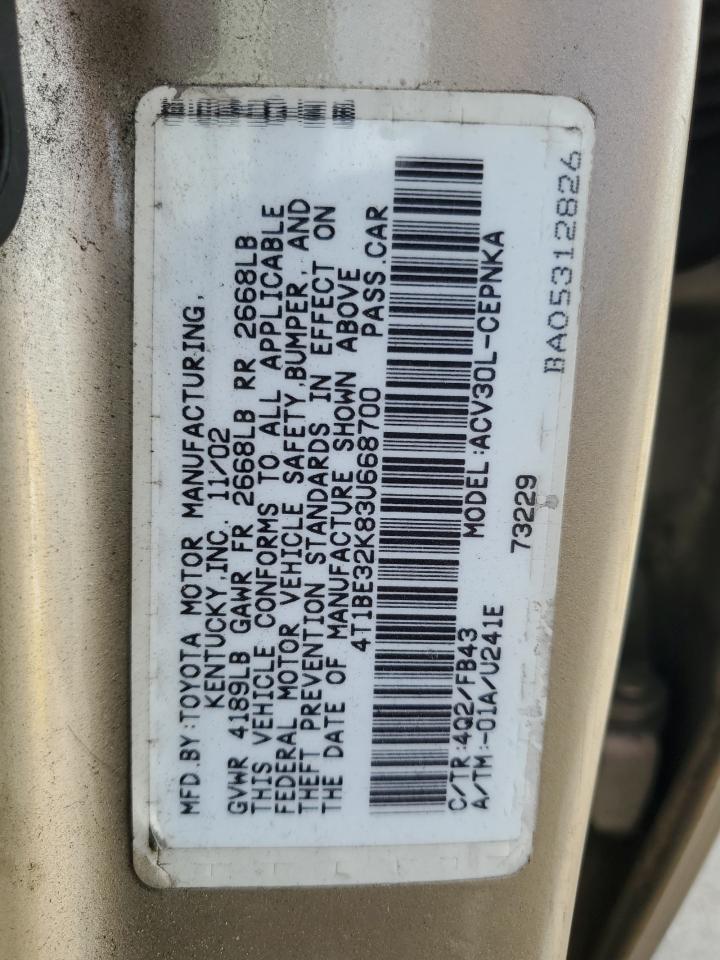 MFD.BY:TOYOTA MOTOR MANUFACTURING,
KENTUCKY,INC. 11/02
GVWR 4189LB GAWR FR 2668LB RR 2668LB
THIS VEHICLE CONFORMS TO ALL APPLICABLE
FEDERAL MOTOR VEHICLE SAFETY,BUMPER, AND
THEFT PREVENTION STANDARDS IN EFFECT ON
THE DATE OF MANUFACTURE SHOWN ABOVE
4T1BE32K83U668700 PASS.CAR
C/TR:4Q2/FB43 MODEL:ACV30L-CEPNKA
A/TM:-01A/U241E
73229
BA05312826